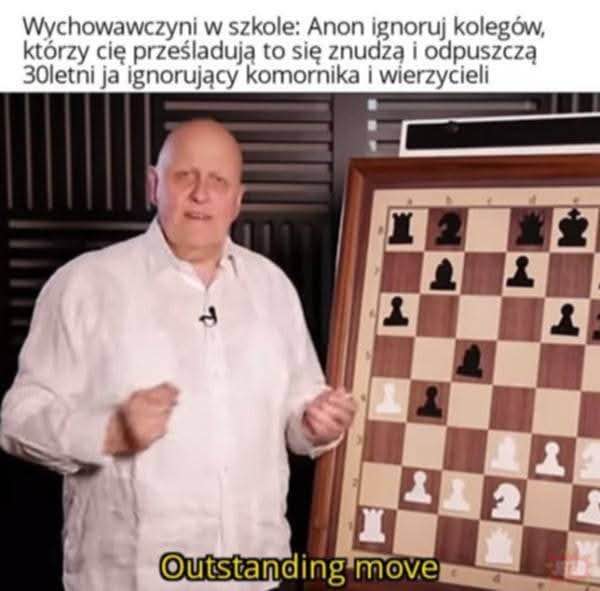 Wychowawczyni w szkole: Anon ignoruj kolegów,
którzy cię prześladują to się znudzą i odpuszczą
30letni ja ignorujący komornika i wierzycieli
Outstanding move